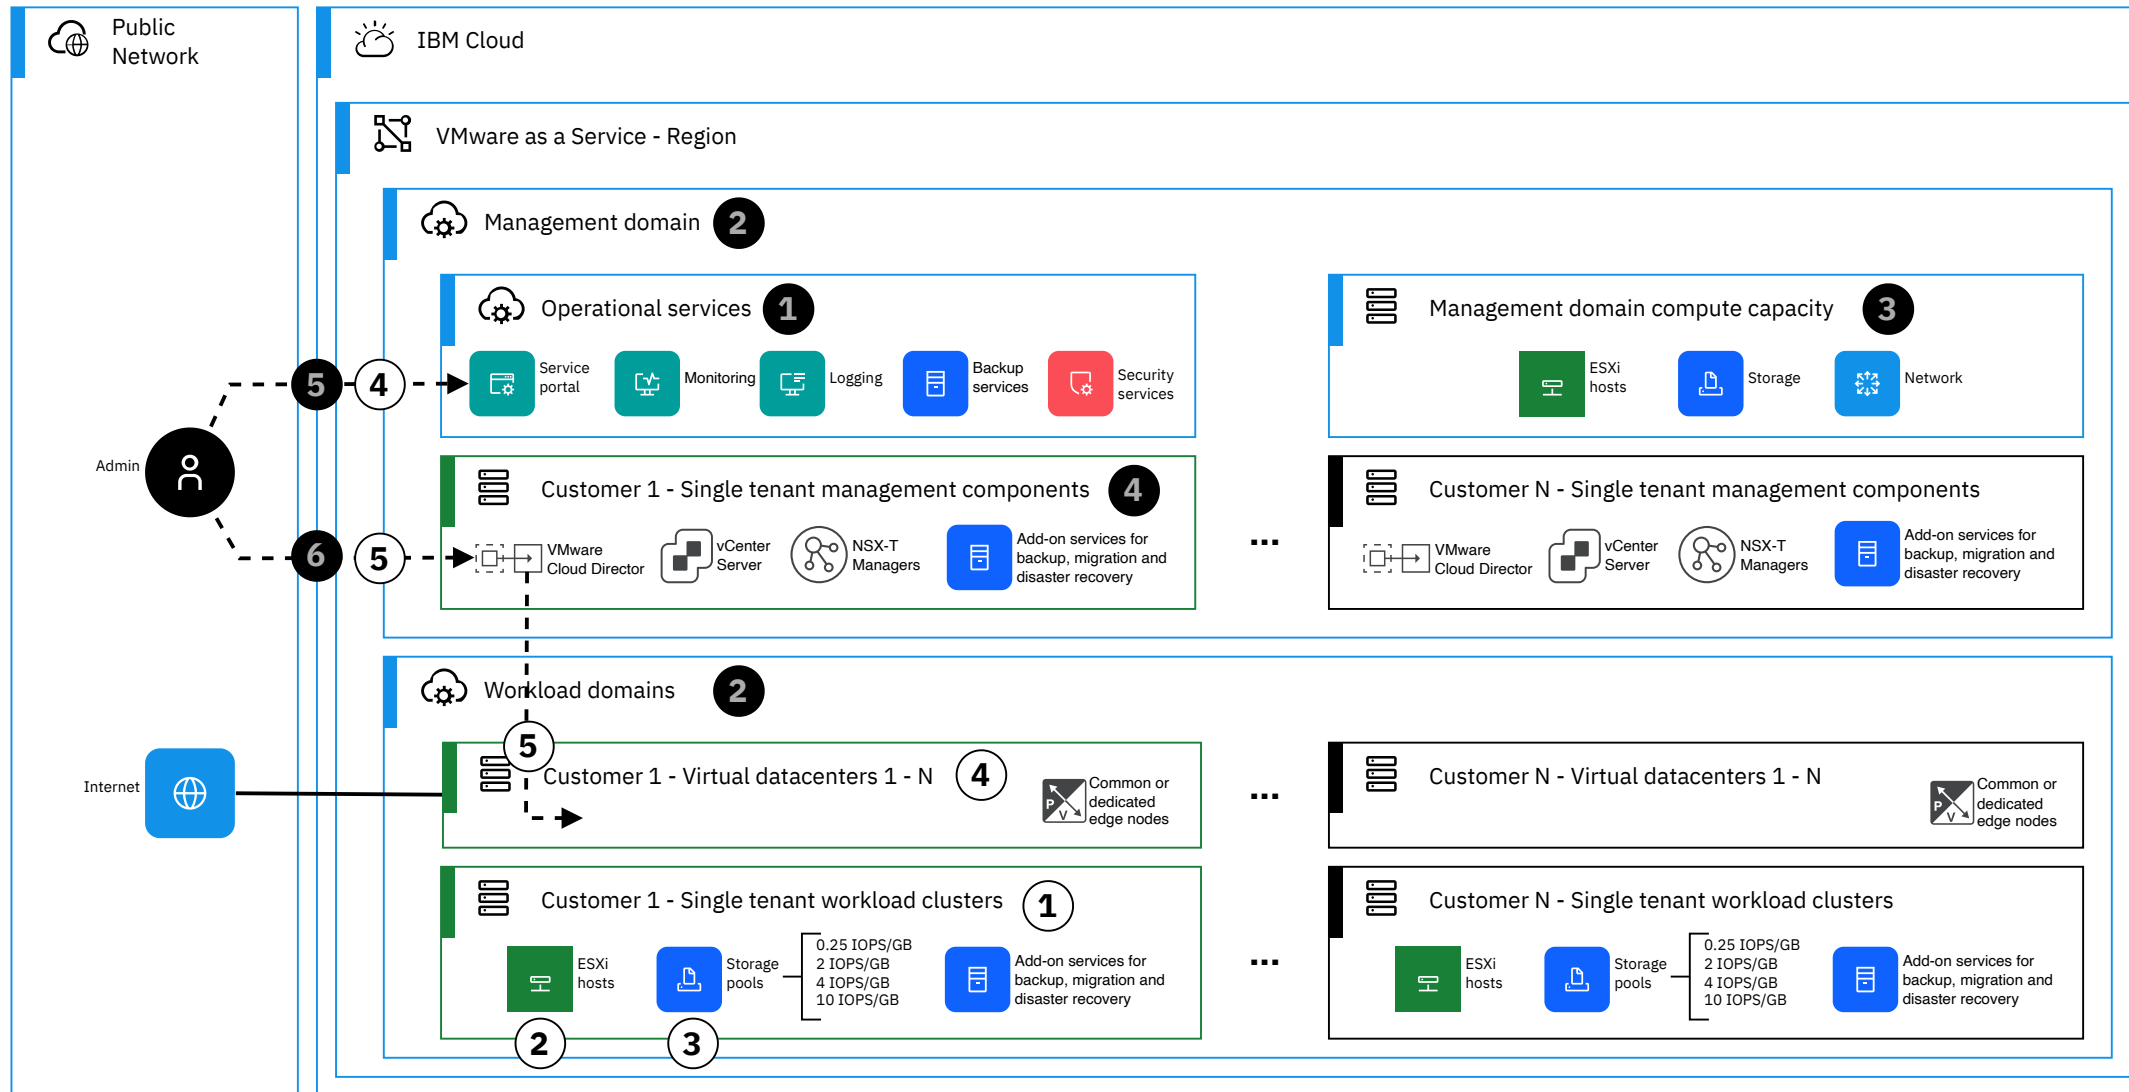 Public
Network
IBM Cloud
VMware as a Service - Region
Management domain 2
Operational services 1
Service
portal
Monitoring
Logging
Backup
services
Security
services
Management domain compute capacity 3
ESXi
hosts
Storage
Network
5 4
Admin
6 5
Customer 1 - Single tenant management components 4
VMware
Cloud Director
vCenter
Server
NSX-T
Managers
Add-on services for
backup, migration and
disaster recovery
...
Customer N - Single tenant management components
VMware
Cloud Director
vCenter
Server
NSX-T
Managers
Add-on services for
backup, migration and
disaster recovery
Workload domains 2
5
Internet
Customer 1 - Virtual datacenters 1 - N 4
P
V
Common or
dedicated
edge nodes
...
Customer N - Virtual datacenters 1 - N
P
V
Common or
dedicated
edge nodes
Customer 1 - Single tenant workload clusters 1
ESXi
hosts
2
Storage
pools
3
0.25 IOPS/GB
2 IOPS/GB
4 IOPS/GB
10 IOPS/GB
Add-on services for
backup, migration and
disaster recovery
...
Customer N - Single tenant workload clusters
ESXi
hosts
Storage
pools
0.25 IOPS/GB
2 IOPS/GB
4 IOPS/GB
10 IOPS/GB
Add-on services for
backup, migration and
disaster recovery